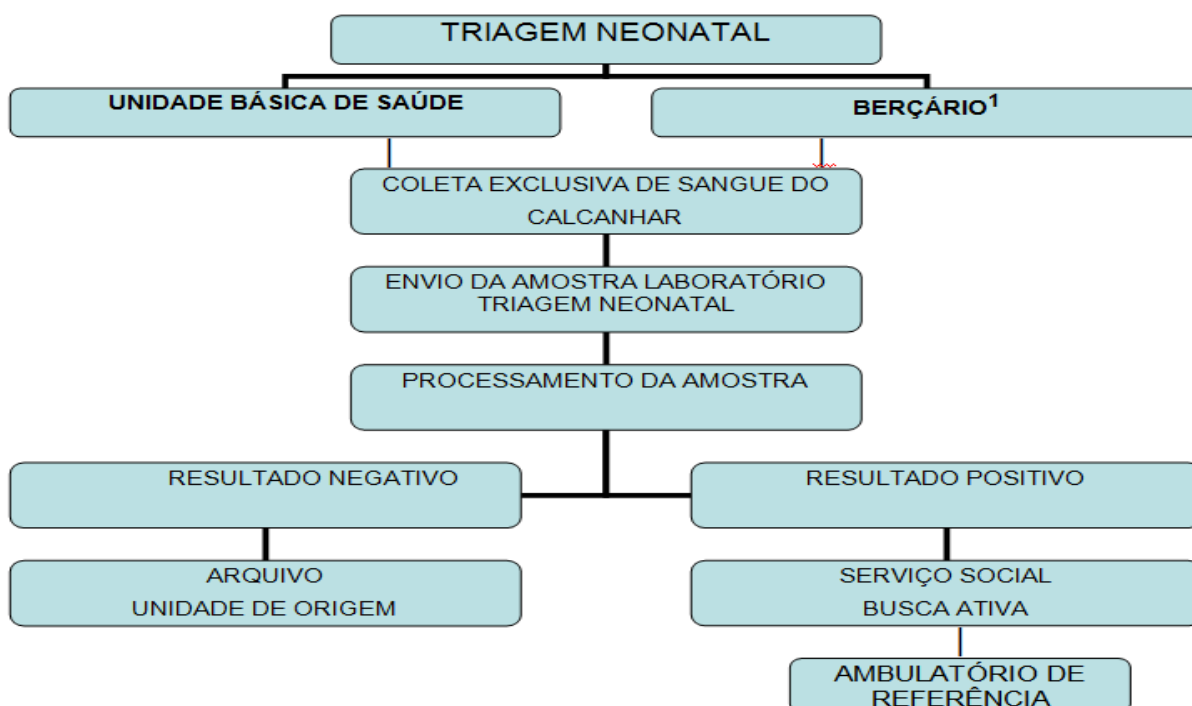 TRIAGEM NEONATAL
UNIDADE BÁSICA DE SAÚDE
BERÇÁRIO¹
COLETA EXCLUSIVA DE SANGUE DO
CALCANHAR
ENVIO DA AMOSTRA LABORATÓRIO
TRIAGEM NEONATAL
PROCESSAMENTO DA AMOSTRA
RESULTADO NEGATIVO
RESULTADO POSITIVO
ARQUIVO
UNIDADE DE ORIGEM
SERVIÇO SOCIAL
BUSCA ATIVA
AMBULATÓRIO DE
REFERÊNCIA